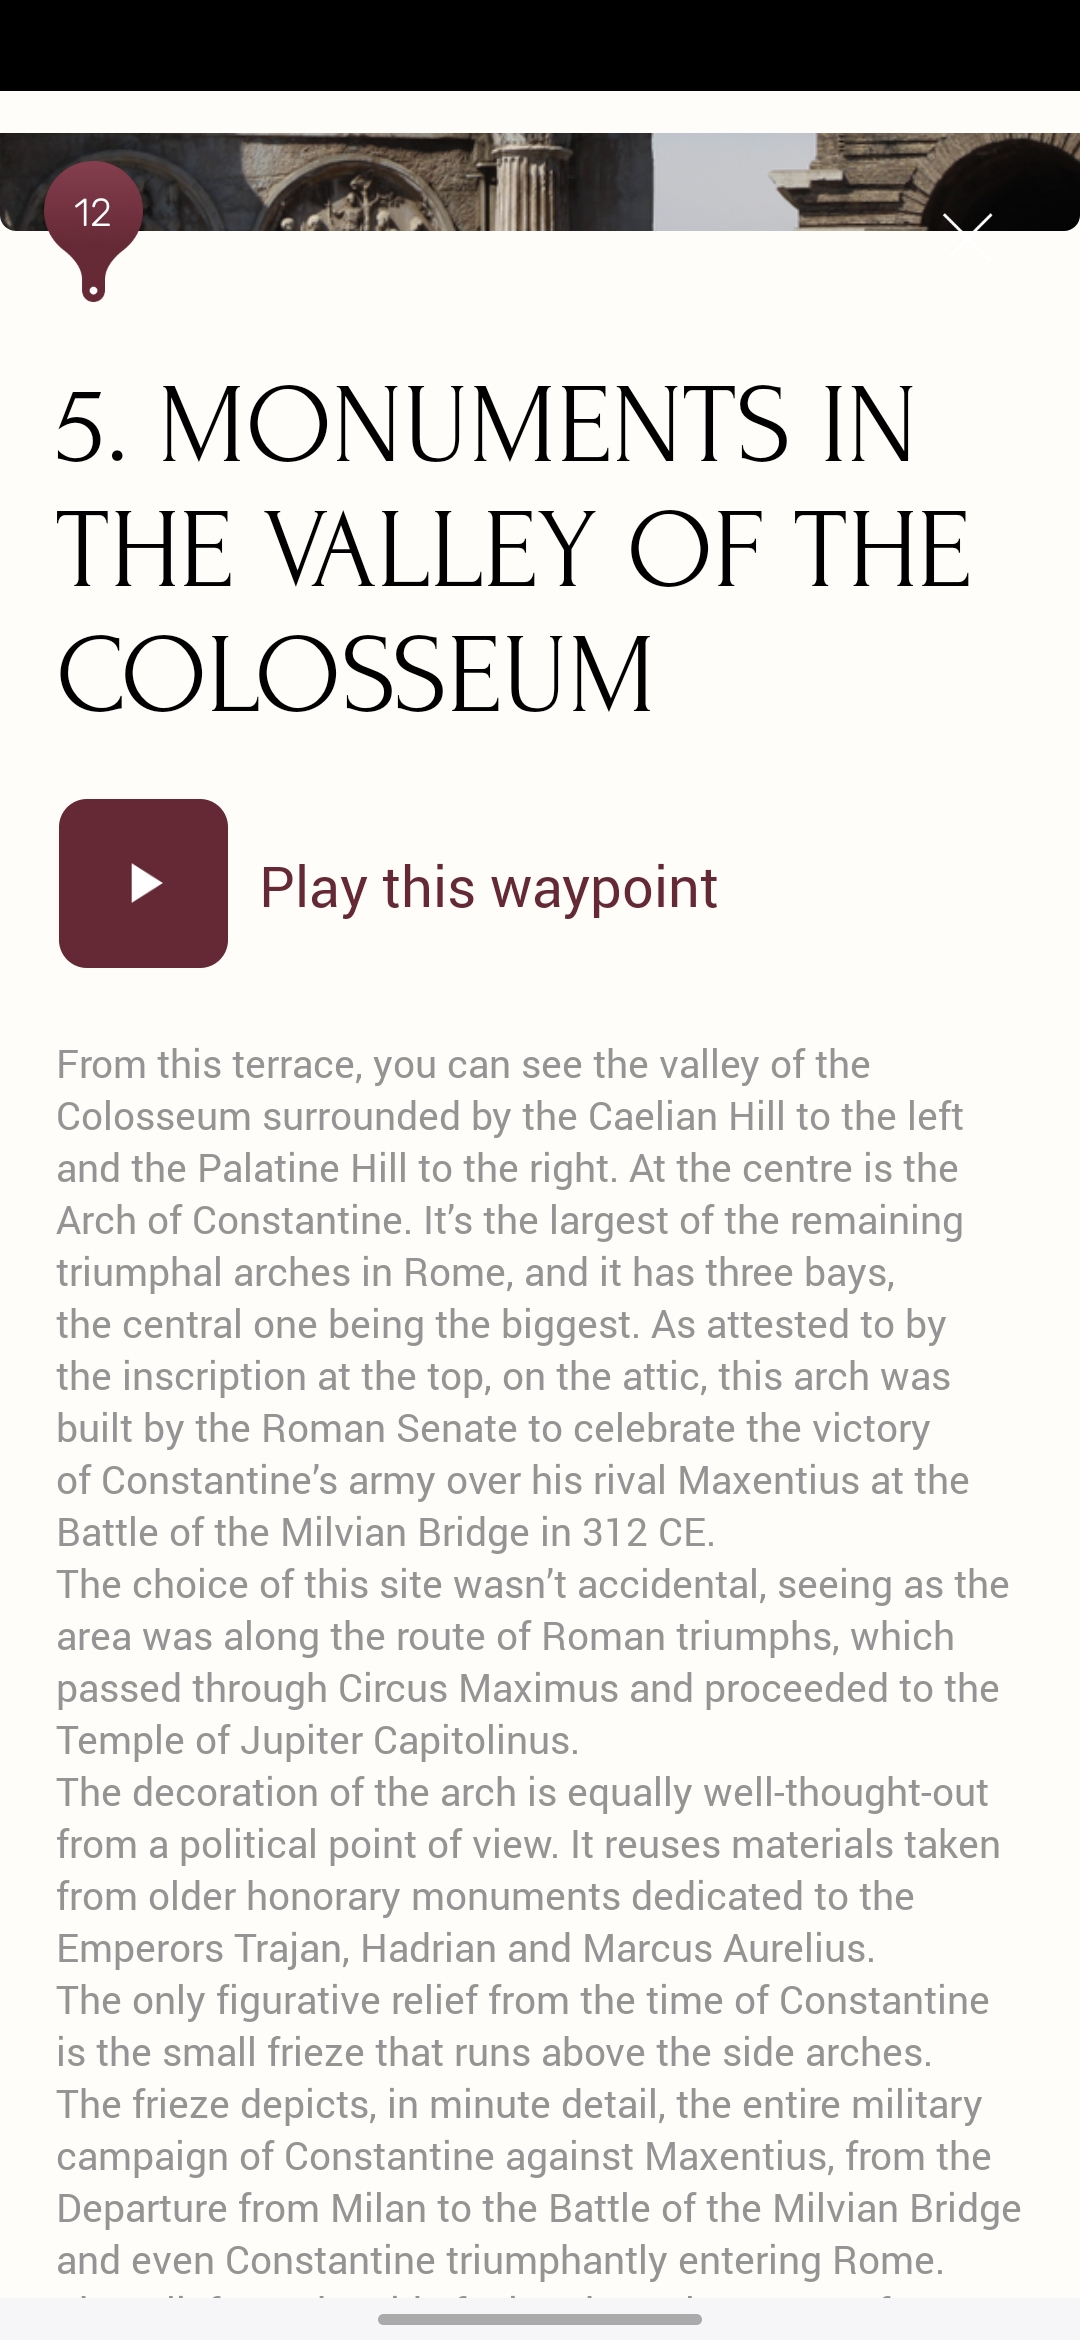 12
5. MONUMENTS IN
THE VALLEY OF THE
COLOSSEUM
Play this waypoint
From this terrace, you can see the valley of the
Colosseum surrounded by the Caelian Hill to the left
and the Palatine Hill to the right. At the centre is the
Arch of Constantine. It’s the largest of the remaining
triumphal arches in Rome, and it has three bays,
the central one being the biggest. As attested to by
the inscription at the top, on the attic, this arch was
built by the Roman Senate to celebrate the victory
of Constantine’s army over his rival Maxentius at the
Battle of the Milvian Bridge in 312 CE.
The choice of this site wasn’t accidental, seeing as the
area was along the route of Roman triumphs, which
passed through Circus Maximus and proceeded to the
Temple of Jupiter Capitolinus.
The decoration of the arch is equally well-thought-out
from a political point of view. It reuses materials taken
from older honorary monuments dedicated to the
Emperors Trajan, Hadrian and Marcus Aurelius.
The only figurative relief from the time of Constantine
is the small frieze that runs above the side arches.
The frieze depicts, in minute detail, the entire military
campaign of Constantine against Maxentius, from the
Departure from Milan to the Battle of the Milvian Bridge
and even Constantine triumphantly entering Rome.